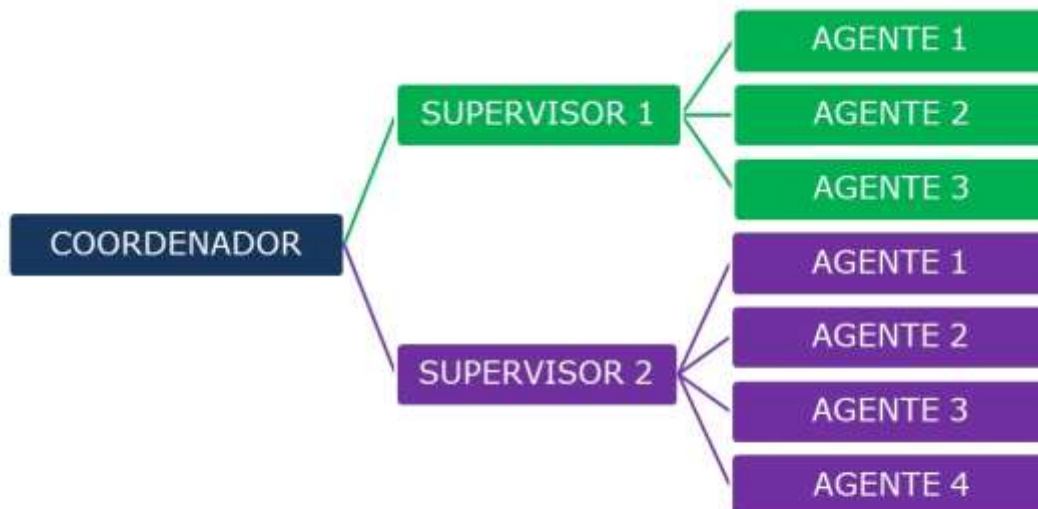 AGENTE 1
SUPERVISOR 1
AGENTE 2
AGENTE 3
COORDENADOR
AGENTE 1
AGENTE 2
SUPERVISOR 2
AGENTE 3
AGENTE 4